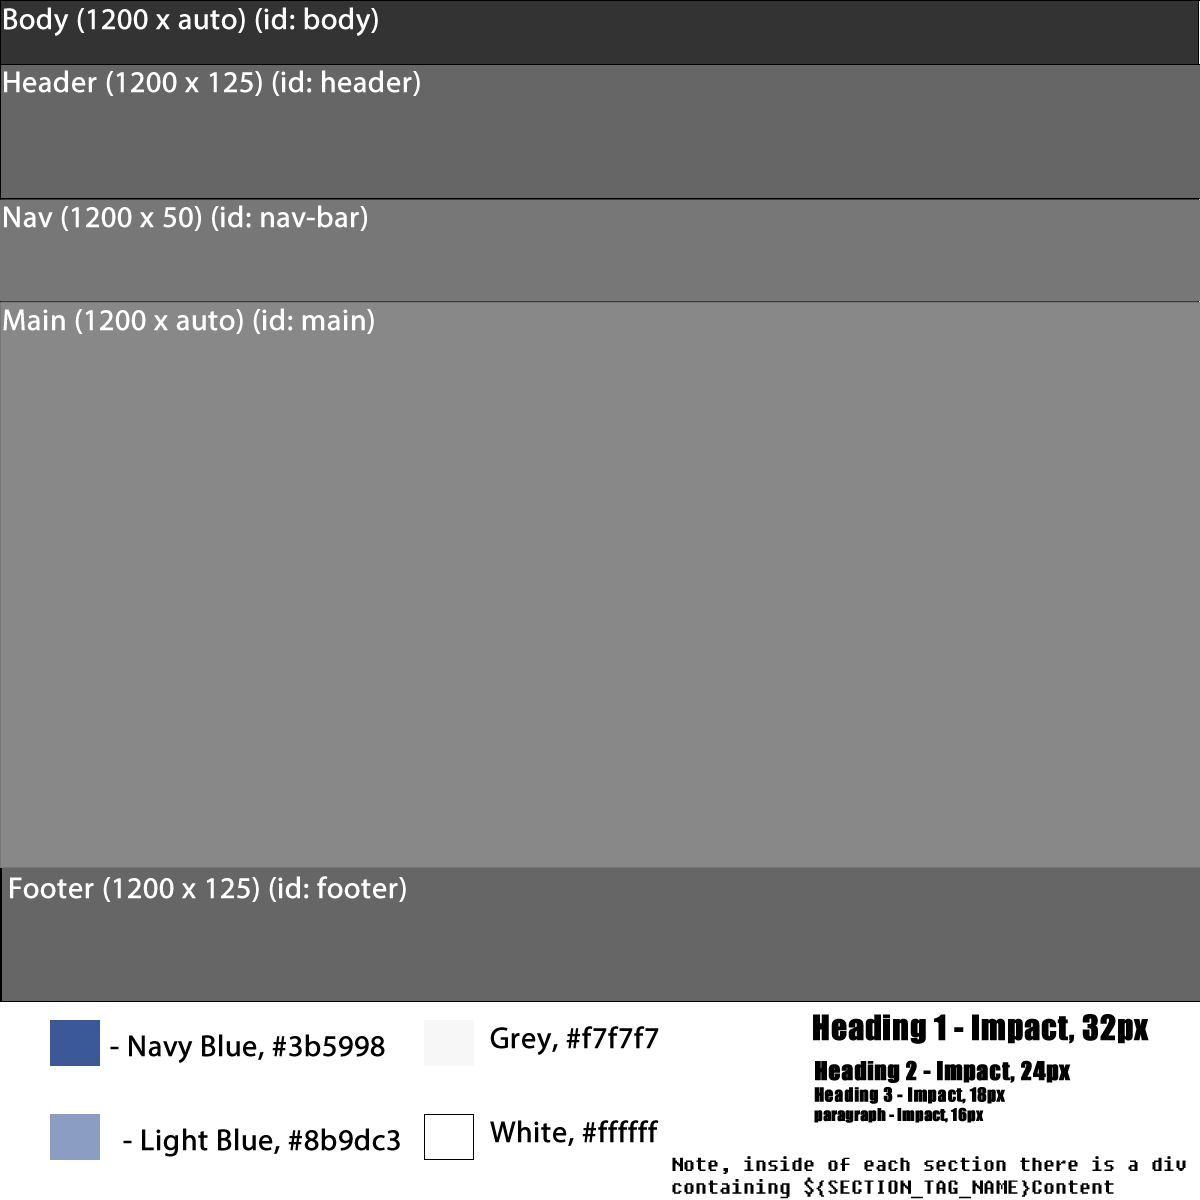 Body (1200 x auto) (id: body)
Header (1200 x 125) (id: header)
Nav (1200 x 50) (id: nav-bar)
Main (1200 x auto) (id: main)
Footer (1200 x 125) (id: footer)
- Navy Blue, #3b5998
Grey, #f7f7f7
- Light Blue, #8b9dc3
White, #ffffff
Heading 1 - Impact, 32px
Heading 2 - Impact, 24px
Heading 3 - Impact, 18px
paragraph - Impact, 16px
Note, inside of each section there is a div
containing ${SECTION_TAG_NAME}Content